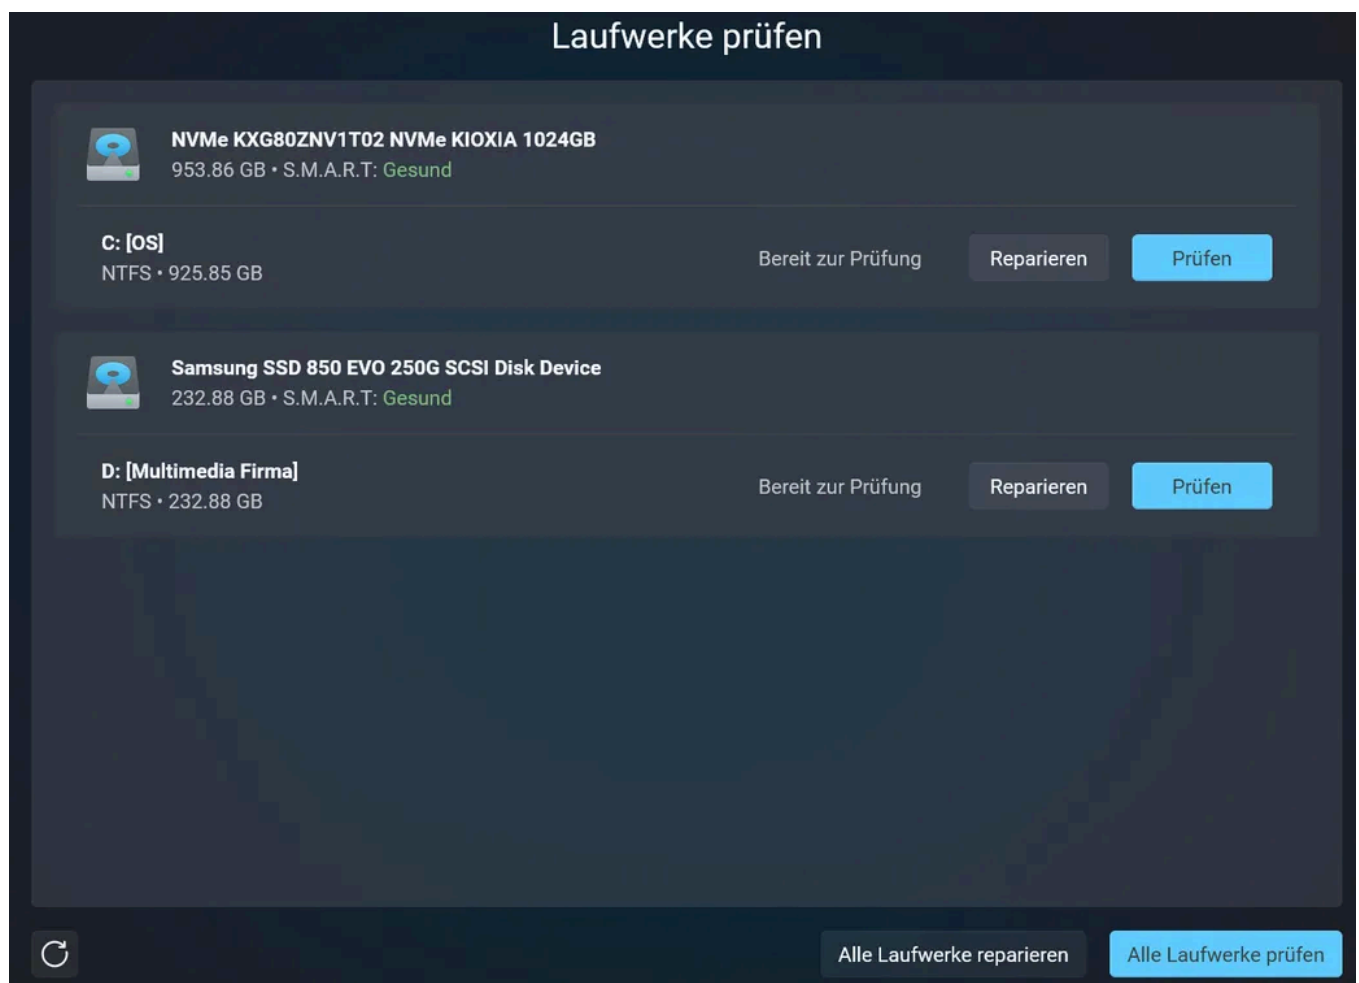 Laufwerke prüfen
NVMe KXG80ZNV1T02 NVMe KIOXIA 1024GB
953.86 GB • S.M.A.R.T: Gesund
C: [OS]
NTFS • 925.85 GB
Bereit zur Prüfung
Reparieren
Prüfen
Samsung SSD 850 EVO 250G SCSI Disk Device
232.88 GB • S.M.A.R.T: Gesund
D: [Multimedia Firma]
NTFS • 232.88 GB
Bereit zur Prüfung
Reparieren
Prüfen
Alle Laufwerke reparieren
Alle Laufwerke prüfen